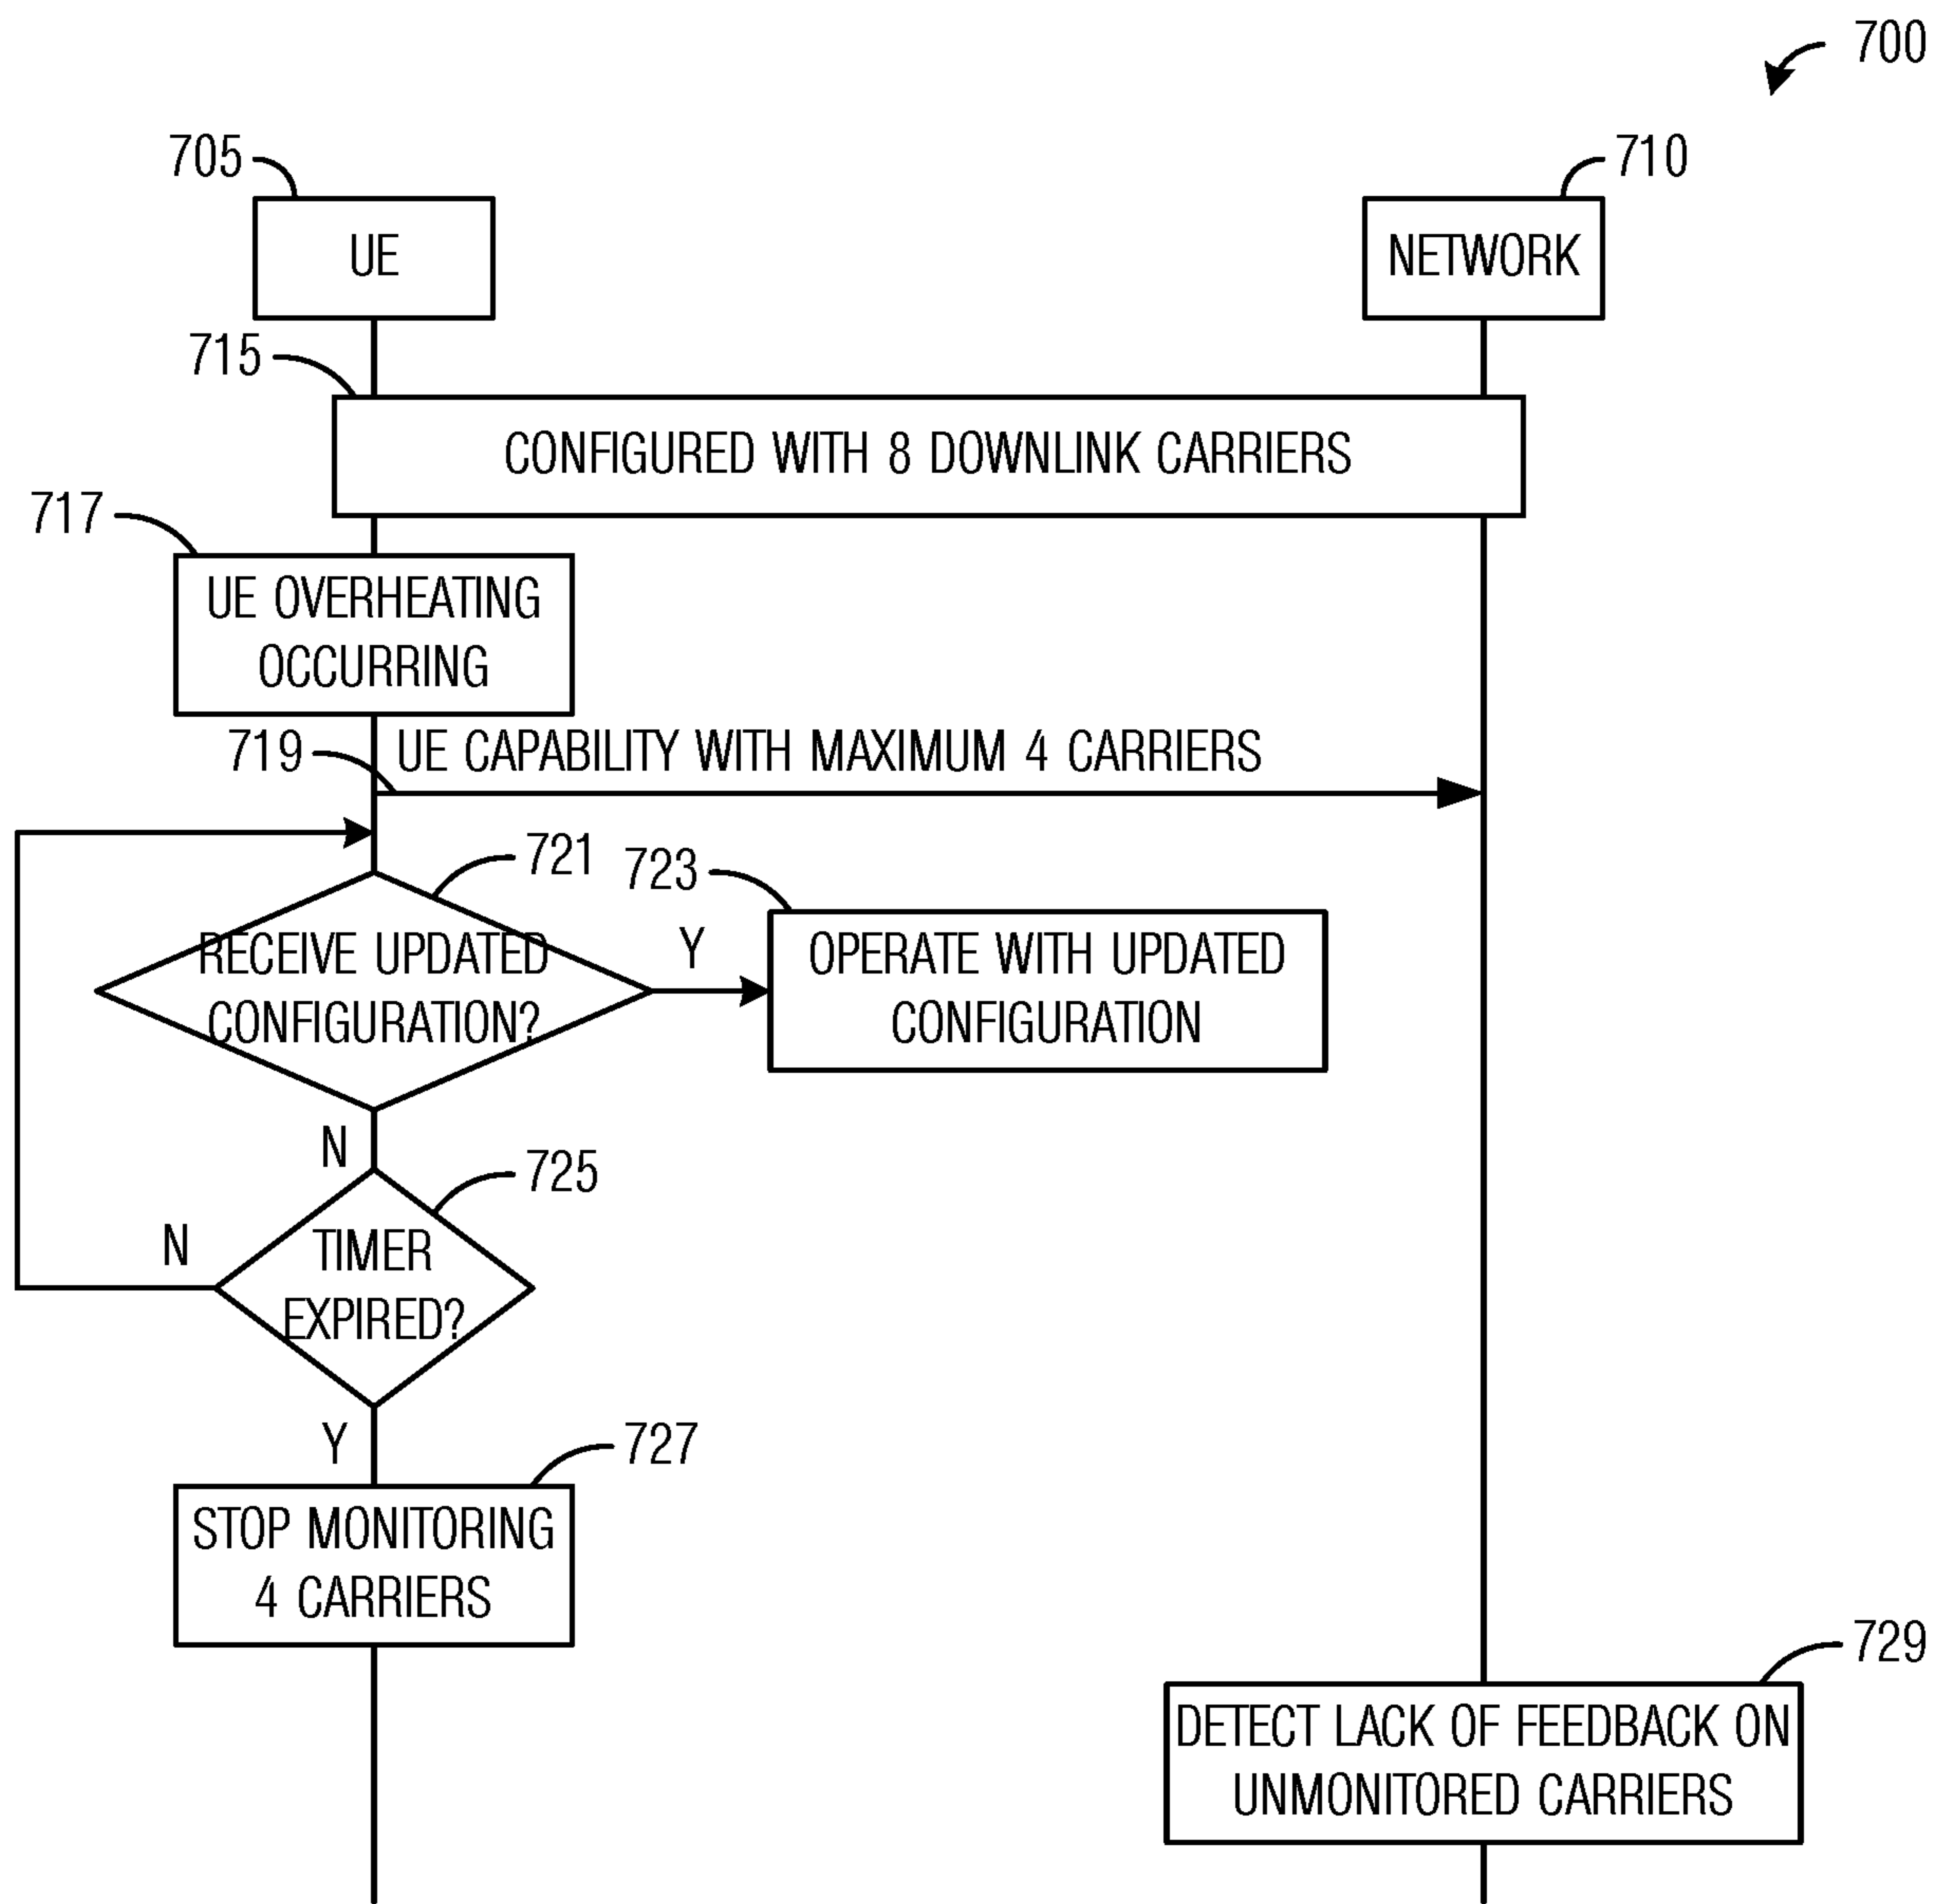 700
705
710
UE
NETWORK
715
CONFIGURED WITH 8 DOWNLINK CARRIERS
717
UE OVERHEATING
OCCURRING
719
UE CAPABILITY WITH MAXIMUM 4 CARRIERS
721
723
RECEIVE UPDATED
CONFIGURATION?
Y
OPERATE WITH UPDATED
CONFIGURATION
N
725
N
TIMER
EXPIRED?
Y
727
STOP MONITORING
4 CARRIERS
729
DETECT LACK OF FEEDBACK ON
UNMONITORED CARRIERS